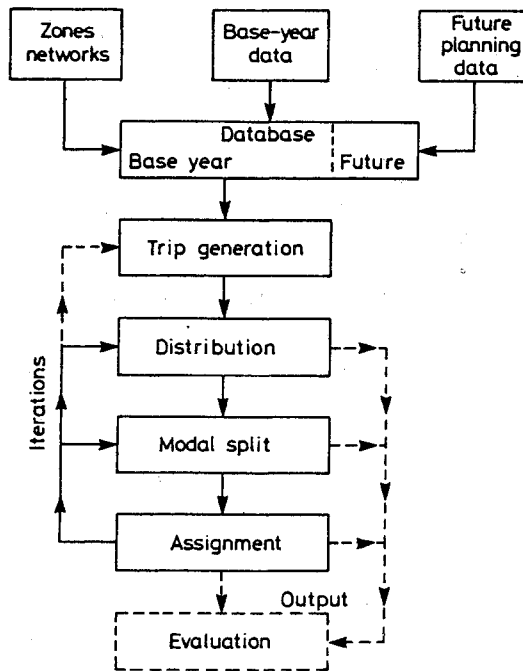 Zones
networks
Base-year
data
Future
planning
data
Database
Base year
Future
Trip generation
Distribution
Iterations
Modal split
Assignment
Output
Evaluation